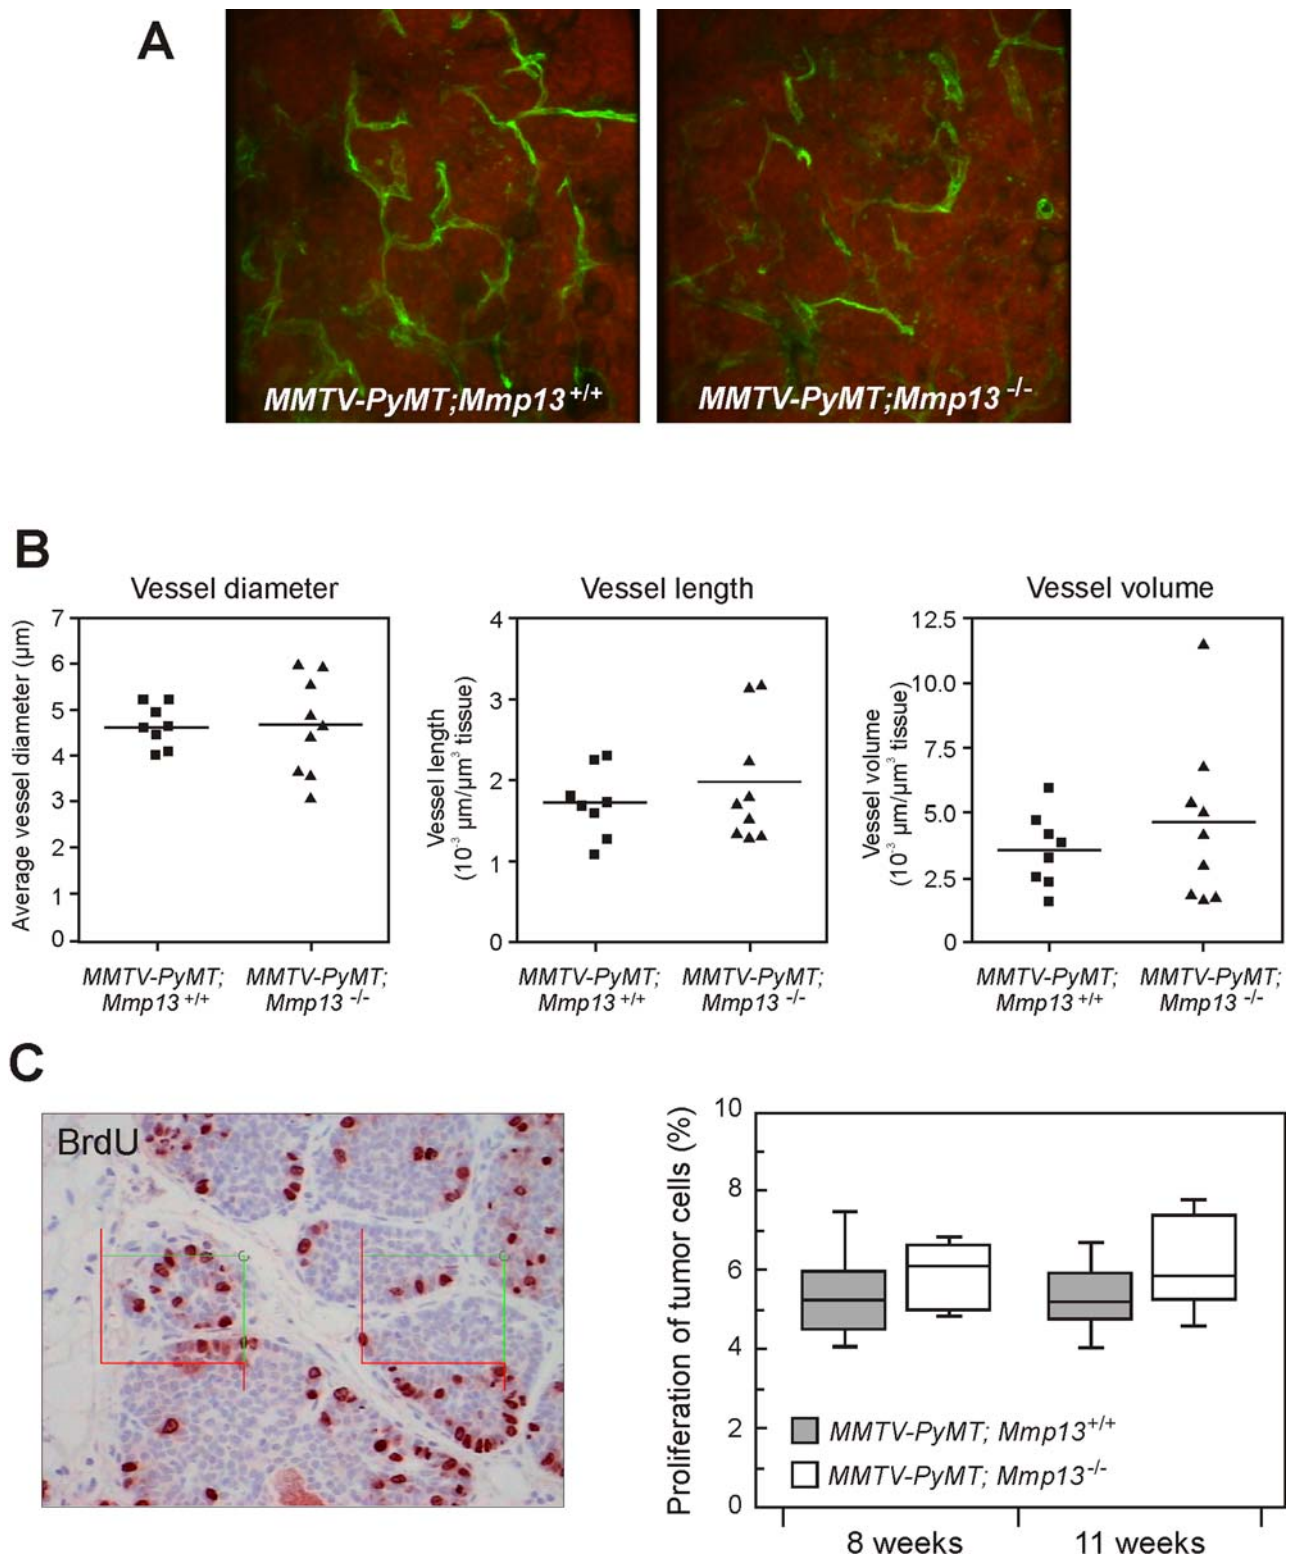 A
MMTV-PyMT;Mmp13+/+
MMTV-PyMT;Mmp13-/-
B
Vessel diameter
Average vessel diameter (µm)
7
6
5
4
3
2
1
0
MMTV-PyMT;
Mmp13 +/+
MMTV-PyMT;
Mmp13 -/-
Vessel length
Vessel length
(10-3 µm/µm3 tissue)
4
3
2
1
0
MMTV-PyMT;
Mmp13 +/+
MMTV-PyMT;
Mmp13 -/-
Vessel volume
Vessel volume
(10-3 µm/µm3 tissue)
12.5
10.0
7.5
5.0
2.5
0
MMTV-PyMT;
Mmp13 +/+
MMTV-PyMT;
Mmp13 -/-
C
BrdU
Proliferation of tumor cells (%)
10
8
6
4
2
0
MMTV-PyMT; Mmp13+/+
MMTV-PyMT; Mmp13-/-
8 weeks
11 weeks